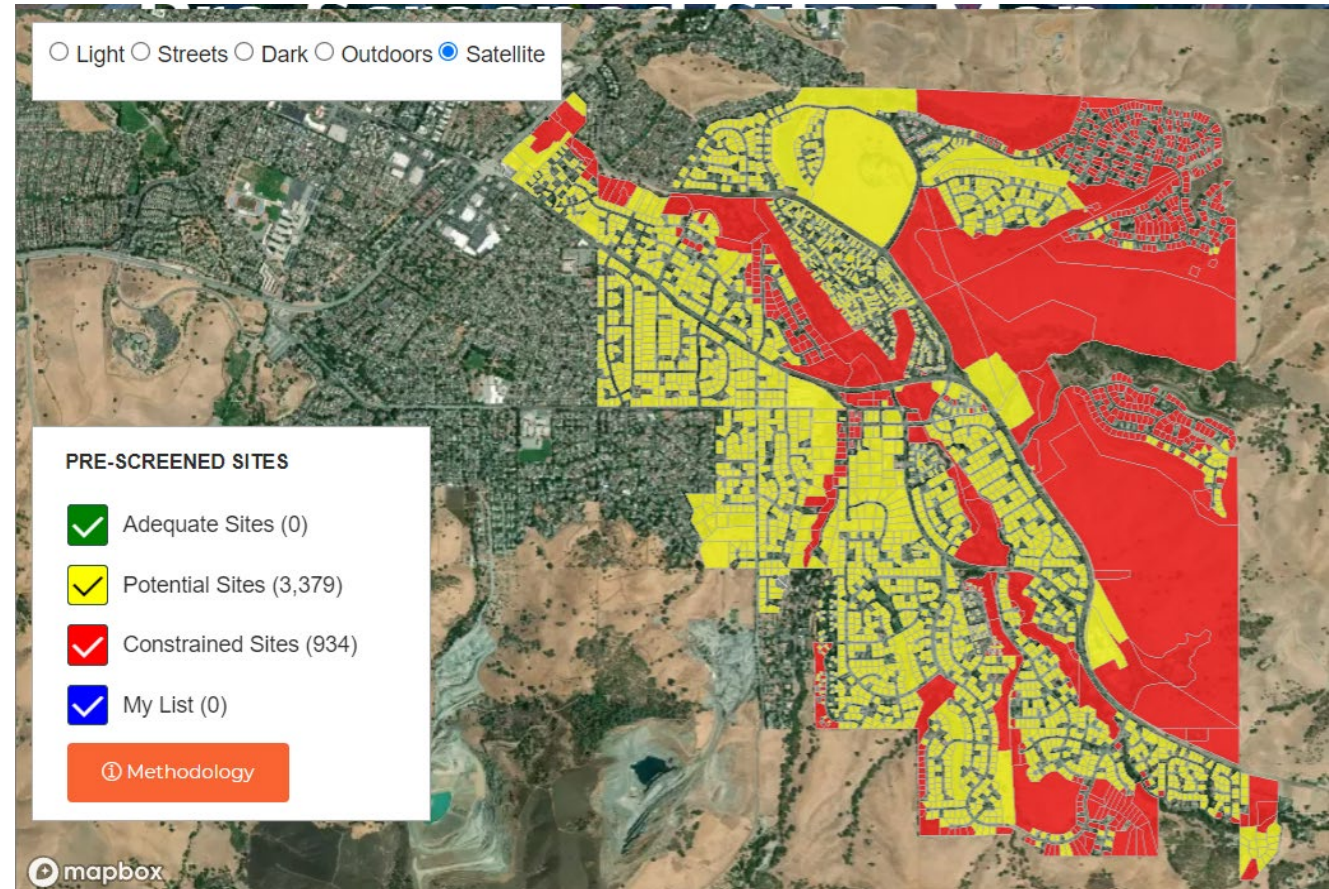 Light Streets Dark Outdoors Satellite
PRE-SCREENED SITES
Adequate Sites (0)
Potential Sites (3,379)
Constrained Sites (934)
My List (0)
Methodology
mapbox